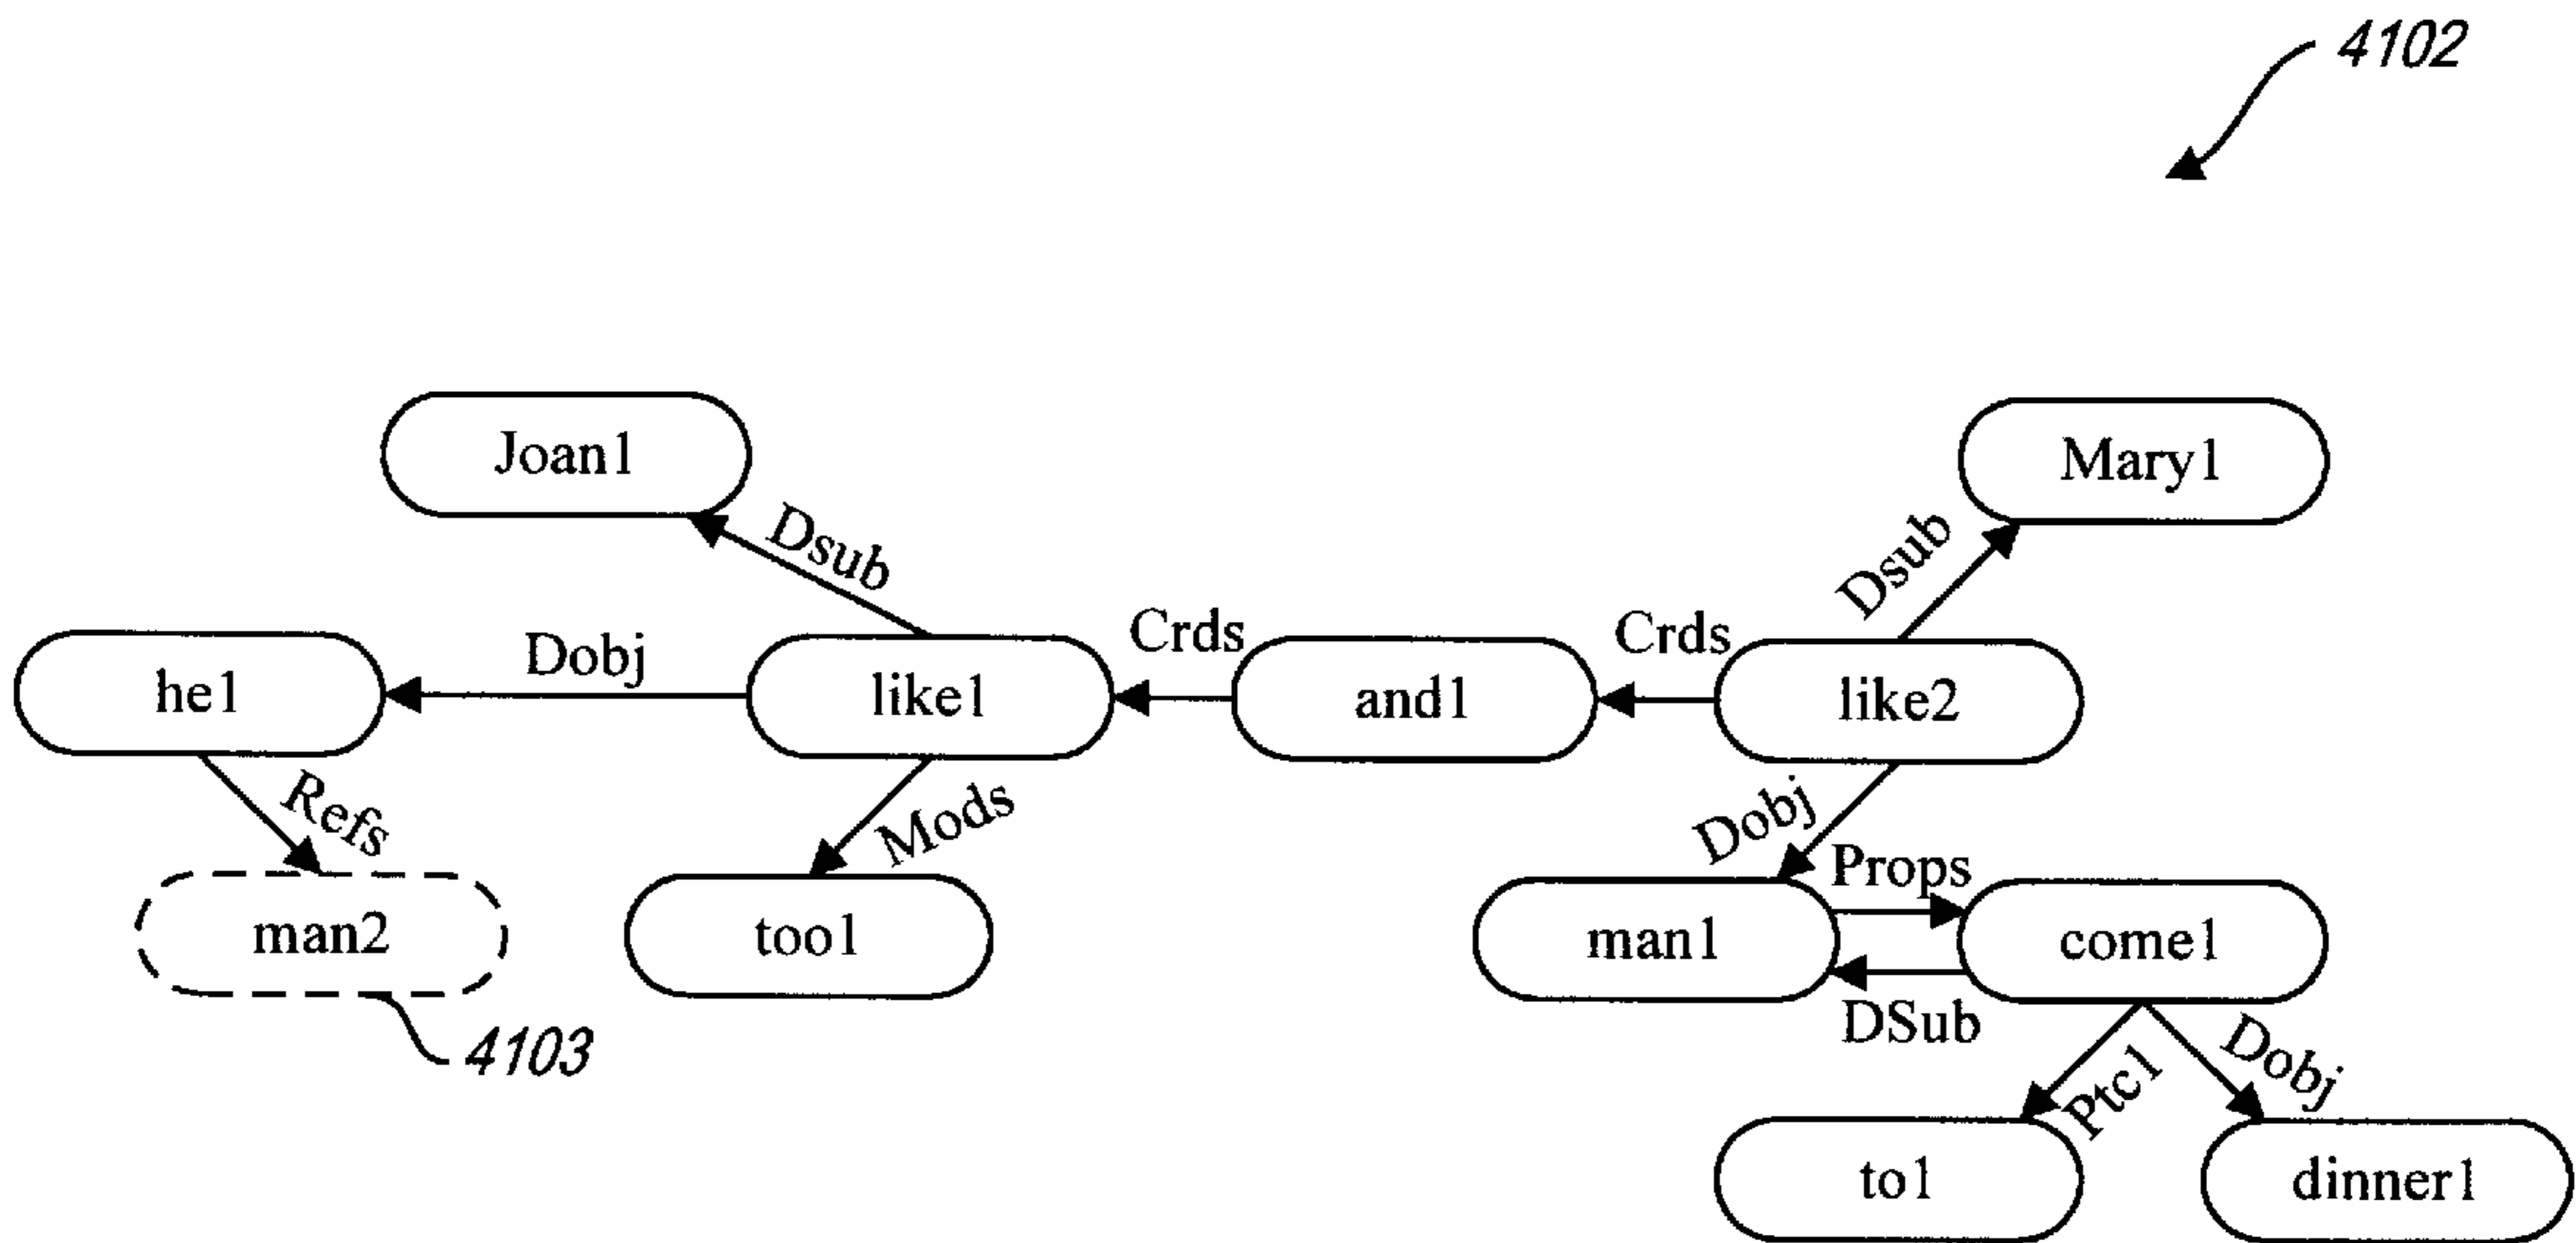 4102
Joan1
Mary1
Dsub
Dsub
he1
Dobj
like1
Crds
and1
Crds
like2
Refs
Mods
Dobj
Props
man2
too1
man1
come1
DSub
4103
Ptc1
Dobj
to1
dinner1